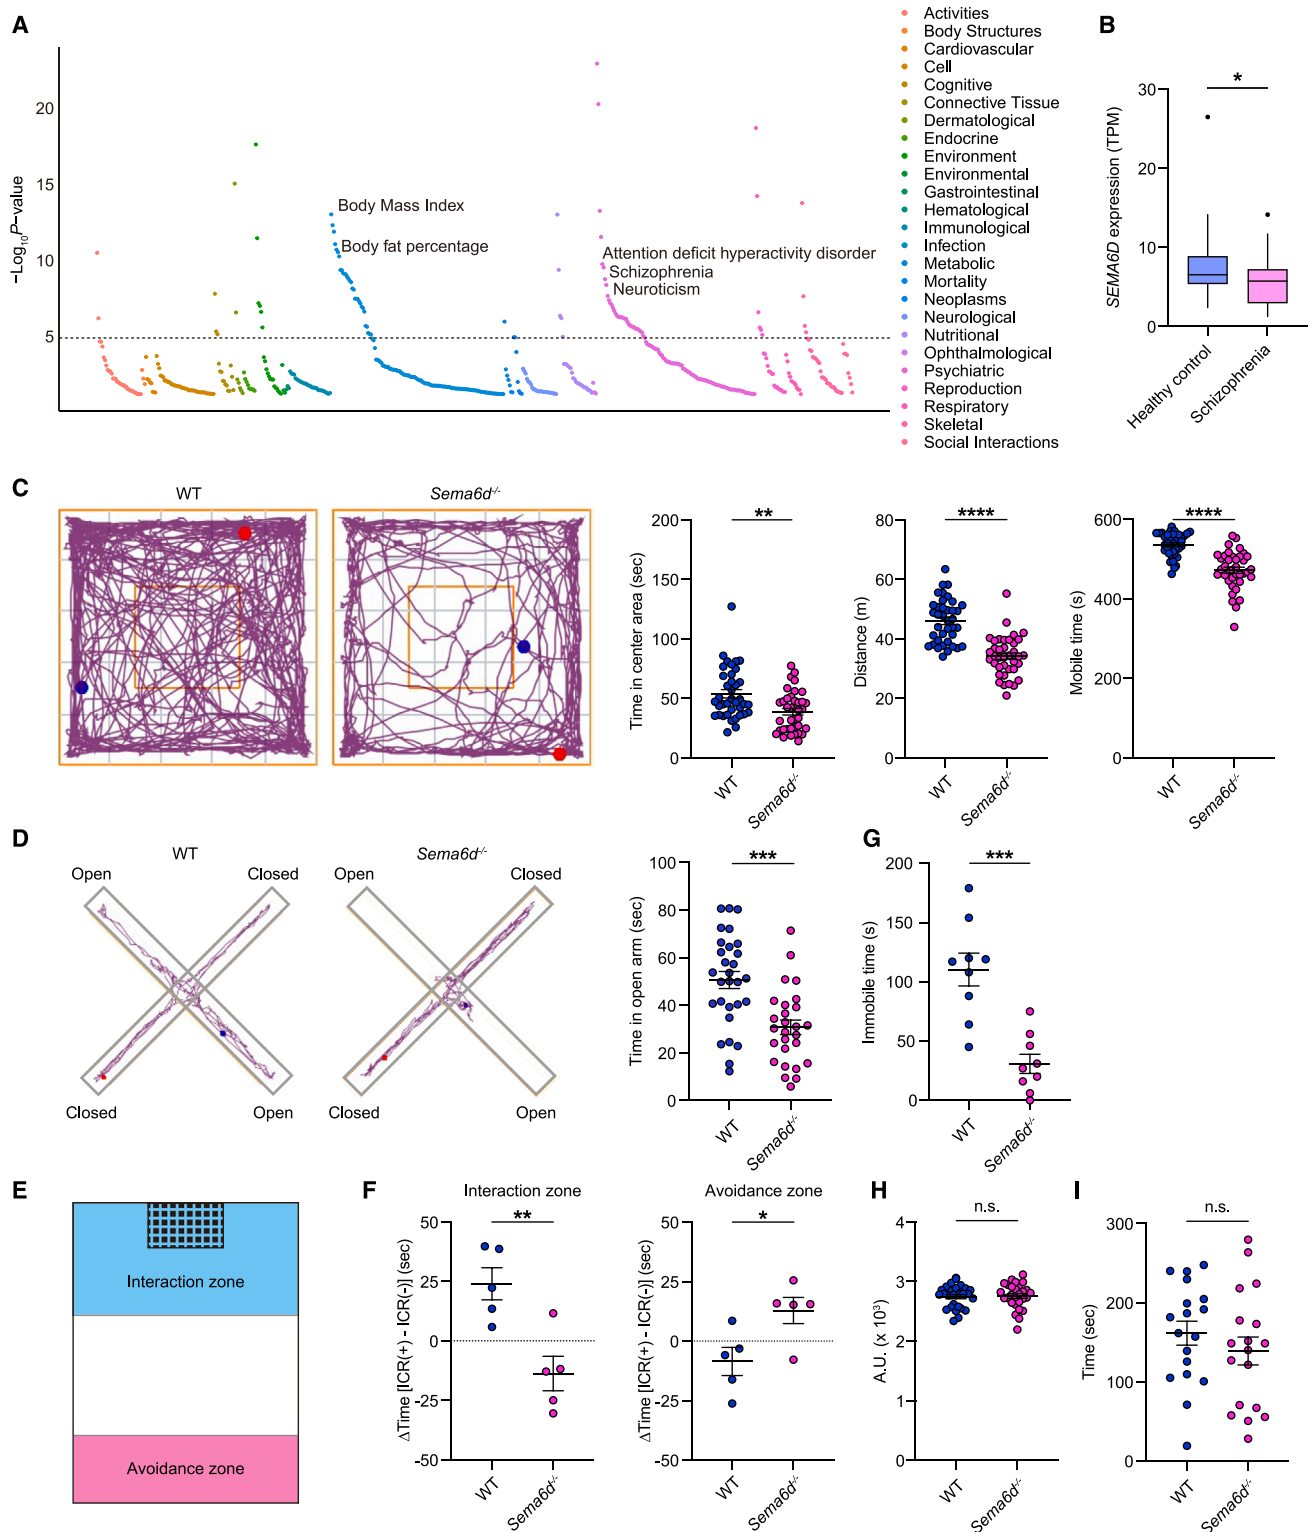 A
−Log10P−value
20
15
10
5
Body Mass Index
Body fat percentage
Attention deficit hyperactivity disorder
Schizophrenia
Neuroticism
Activities
Body Structures
Cardiovascular
Cell
Cognitive
Connective Tissue
Dermatological
Endocrine
Environment
Environmental
Gastrointestinal
Hematological
Immunological
Infection
Metabolic
Mortality
Neoplasms
Neurological
Nutritional
Ophthalmological
Psychiatric
Reproduction
Respiratory
Skeletal
Social Interactions
B
SEMA6D expression (TPM)
30
20
10
0
*
Healthy control
Schizophrenia
C
WT
Sema6d-/-
Time in center area (sec)
200
150
100
50
0
**
WT
Sema6d-/-
Distance (m)
80
60
40
20
0
****
WT
Sema6d-/-
Mobile time (s)
600
400
200
0
****
WT
Sema6d-/-
D
WT
Open
Closed
Closed
Open
Sema6d-/-
Open
Closed
Closed
Open
Time in open arm (sec)
100
80
60
40
20
0
***
WT
Sema6d-/-
G
Immobile time (s)
200
150
100
50
0
***
WT
Sema6d-/-
E
Interaction zone
Avoidance zone
F
Interaction zone
ΔTime [ICR(+) - ICR(-)] (sec)
50
25
0
-25
-50
**
WT
Sema6d-/-
Avoidance zone
ΔTime [ICR(+) - ICR(-)] (sec)
50
25
0
-25
-50
*
WT
Sema6d-/-
H
A.U. (x 10³)
4
3
2
1
0
n.s.
WT
Sema6d-/-
I
Time (sec)
300
200
100
0
n.s.
WT
Sema6d-/-